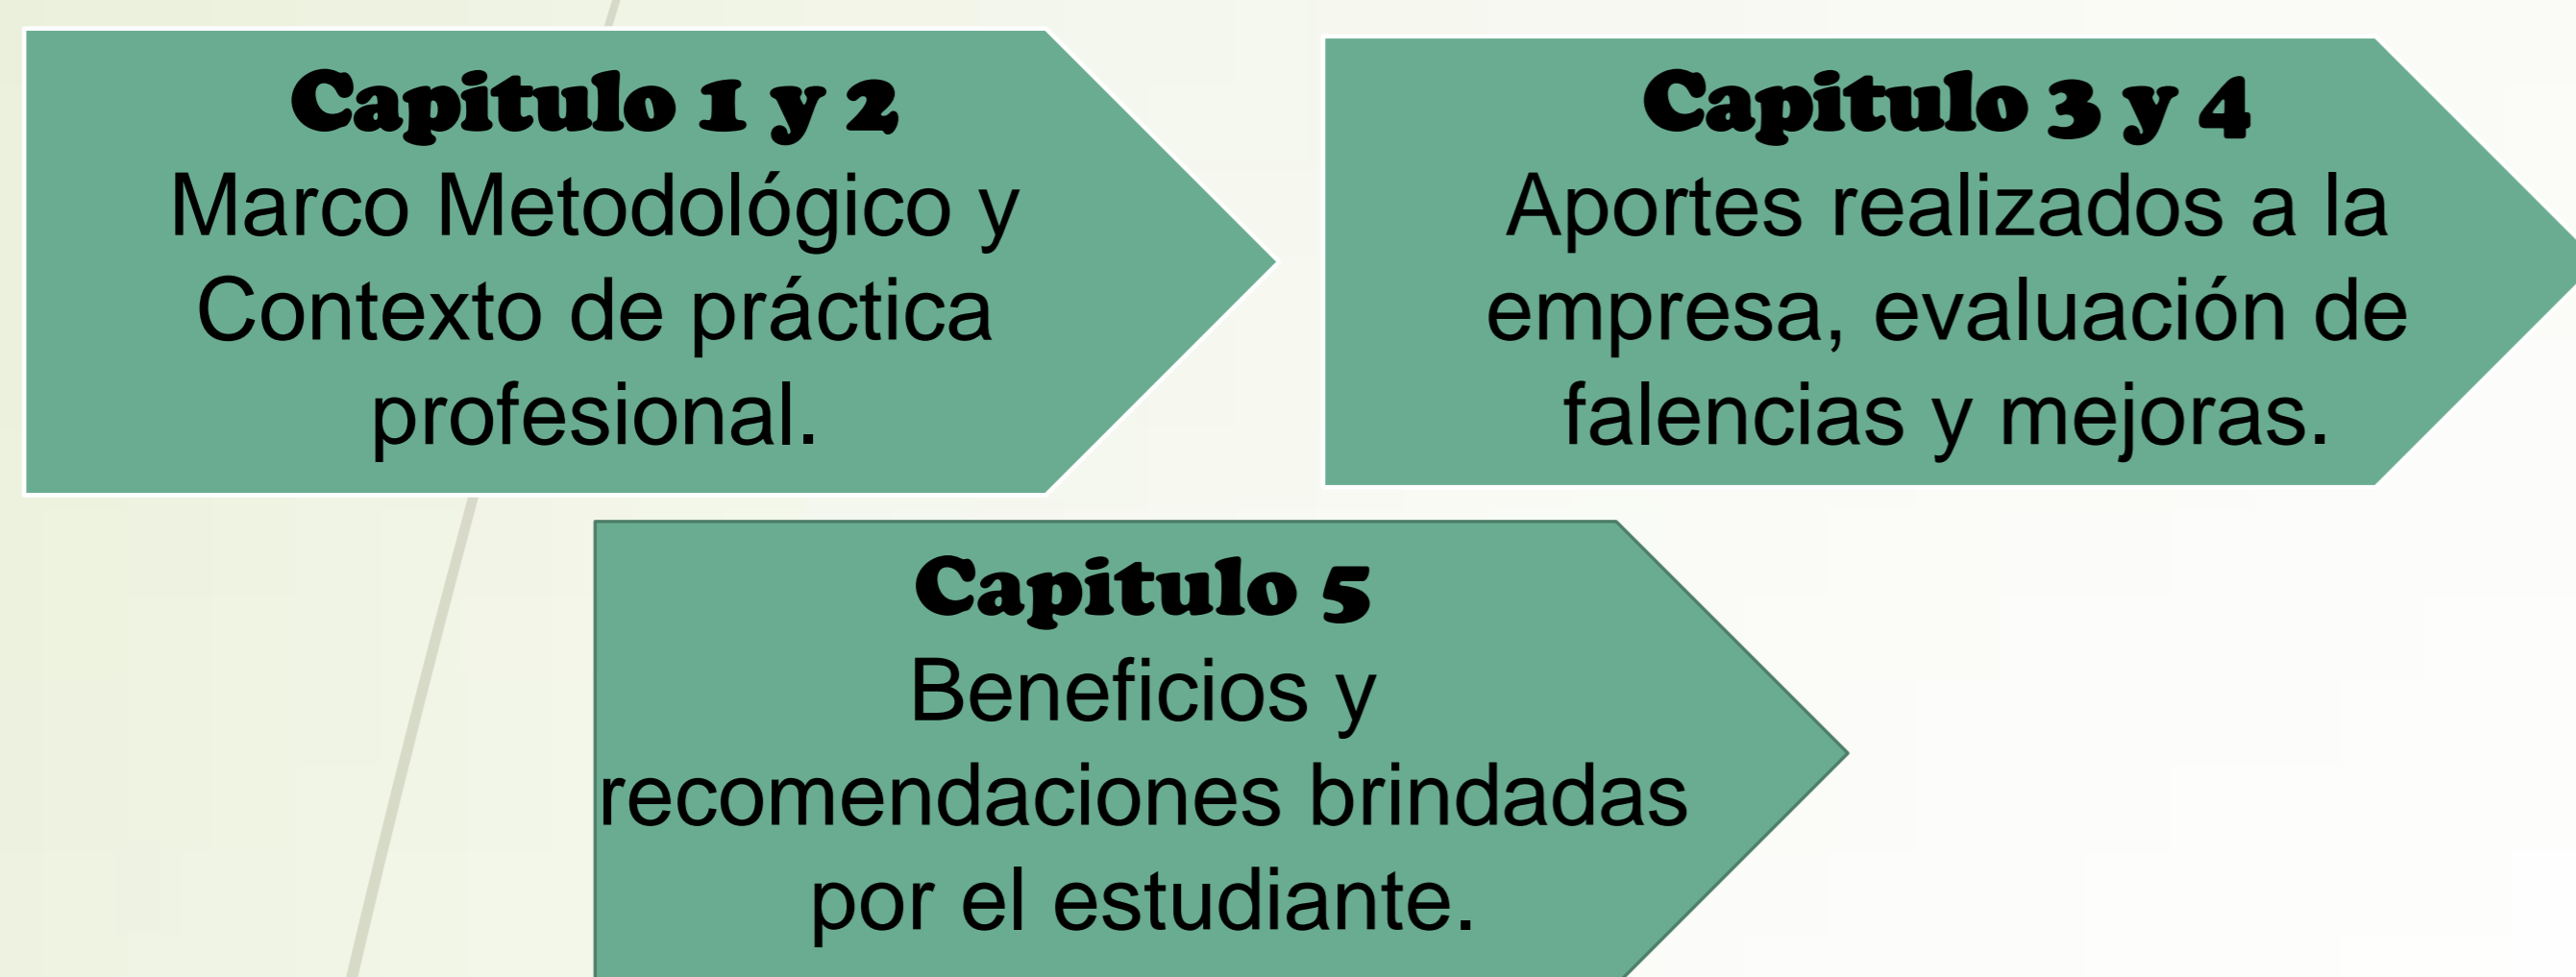 Capitulo 1 y 2
Marco Metodológico y
Contexto de práctica
profesional.
Capitulo 3 y 4
Aportes realizados a la
empresa, evaluación de
falencias y mejoras.
Capitulo 5
Beneficios y
recomendaciones brindadas
por el estudiante.